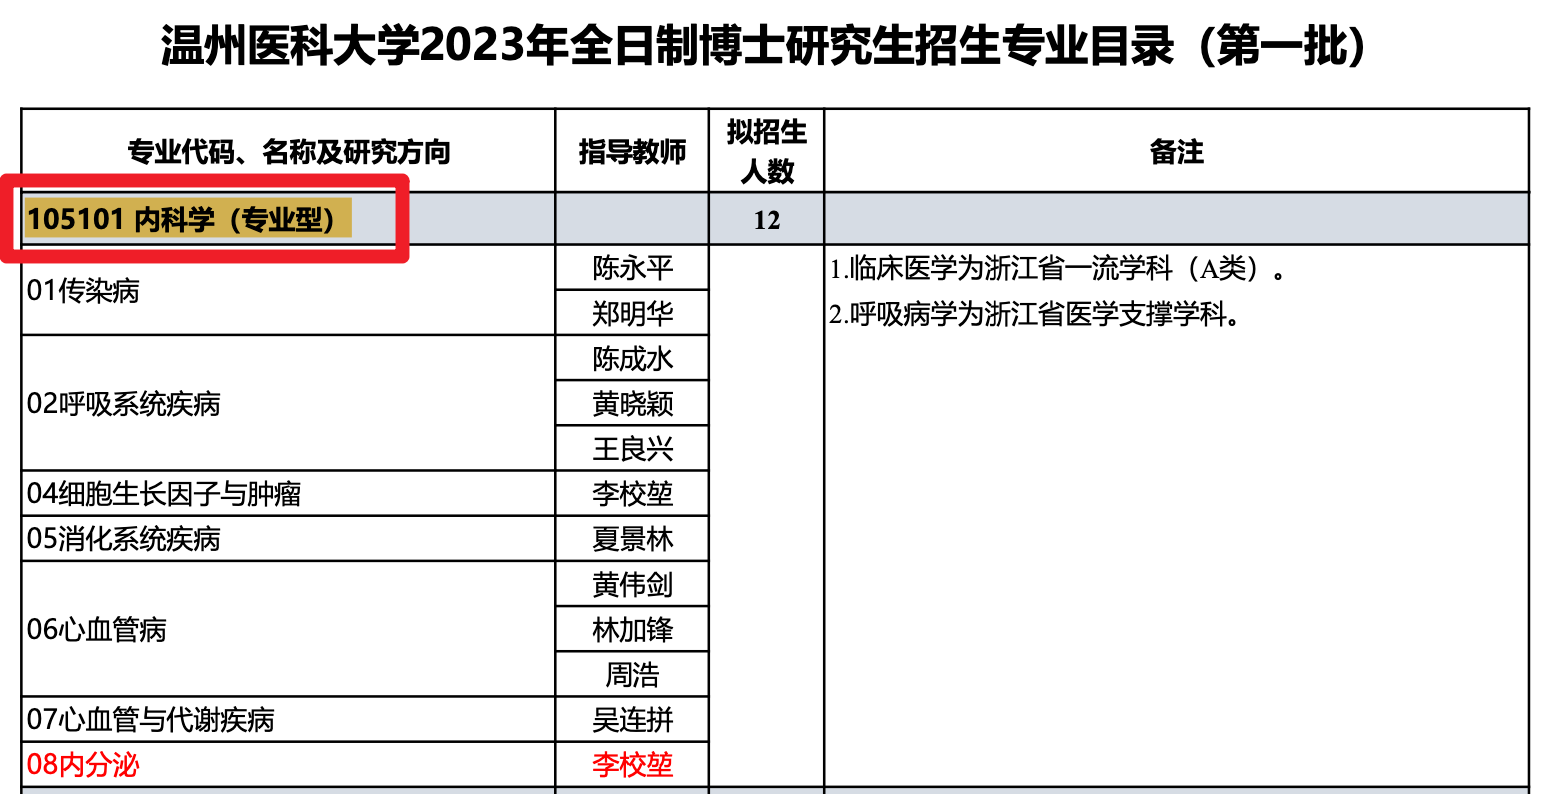 温州医科大学2023年全日制博士研究生招生专业目录（第一批）
专业代码、名称及研究方向
指导教师
拟招生
人数
备注
105101 内科学（专业型）
12
01传染病
陈永平
郑明华
1.临床医学为浙江省一流学科（A类）。
2.呼吸病学为浙江省医学支撑学科。
02呼吸系统疾病
陈成水
黄晓颖
王良兴
04细胞生长因子与肿瘤
李校堃
05消化系统疾病
夏景林
06心血管病
黄伟剑
林加锋
周浩
07心血管与代谢疾病
吴连拼
08内分泌
李校堃